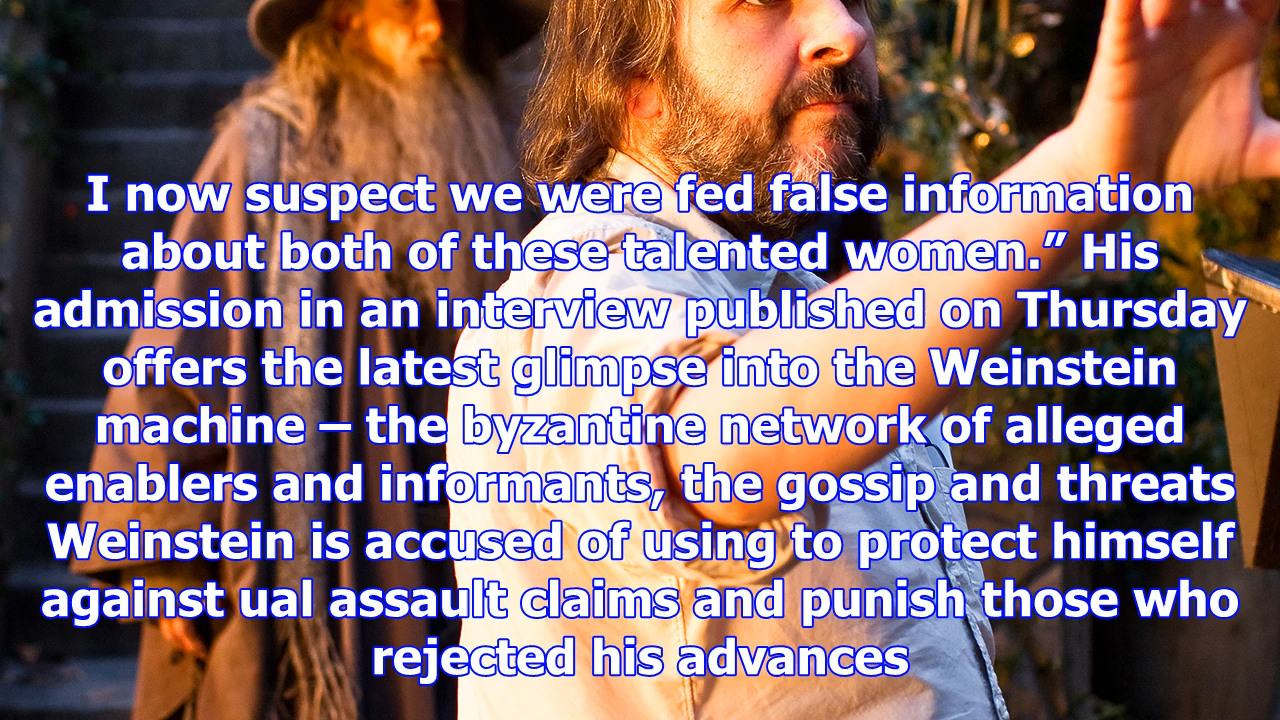 I now suspect we were fed false information
about both of these talented women.” His
admission in an interview published on Thursday
offers the latest glimpse into the Weinstein
machine – the byzantine network of alleged
enablers and informants, the gossip and threats
Weinstein is accused of using to protect himself
against ual assault claims and punish those who
rejected his advances